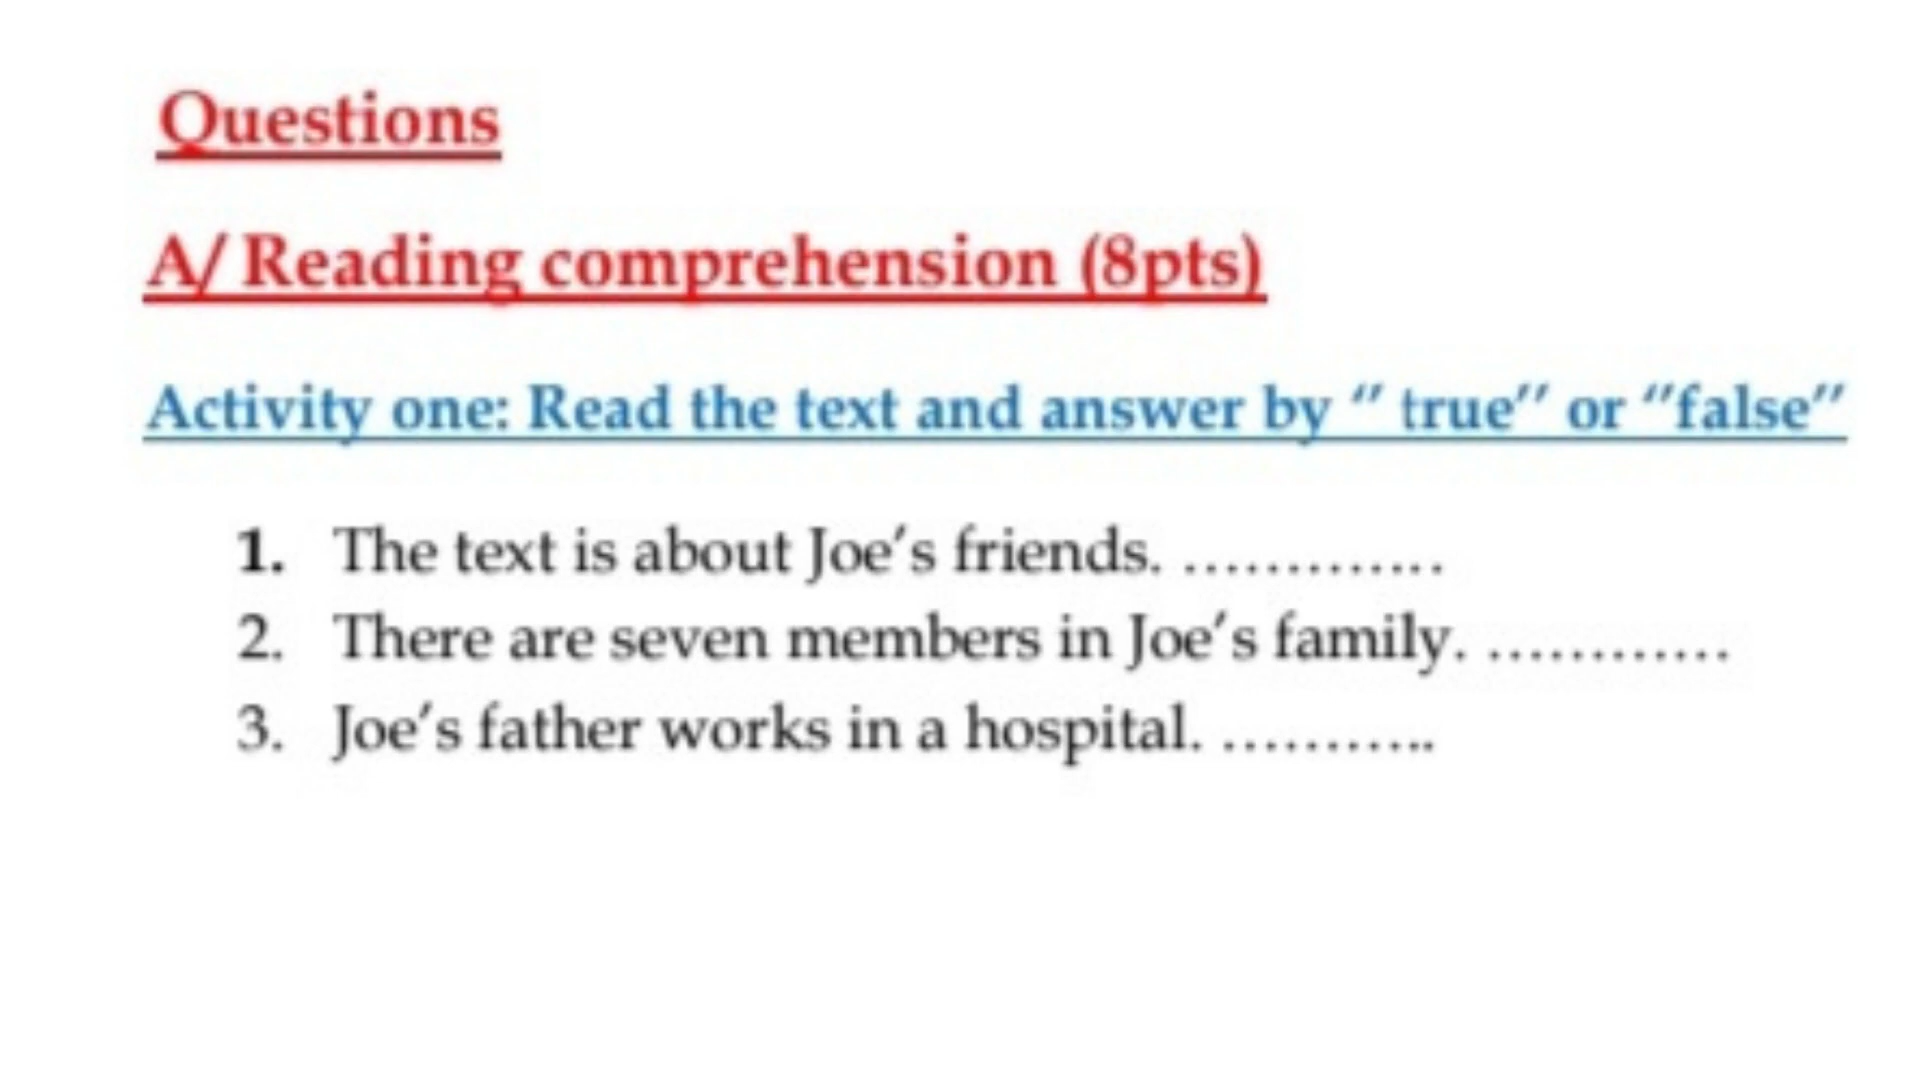 Questions
A/ Reading comprehension (8pts)
Activity one: Read the text and answer by “ true” or “false”
1. The text is about Joe’s friends. .............
2. There are seven members in Joe’s family. ............
3. Joe’s father works in a hospital. ...........